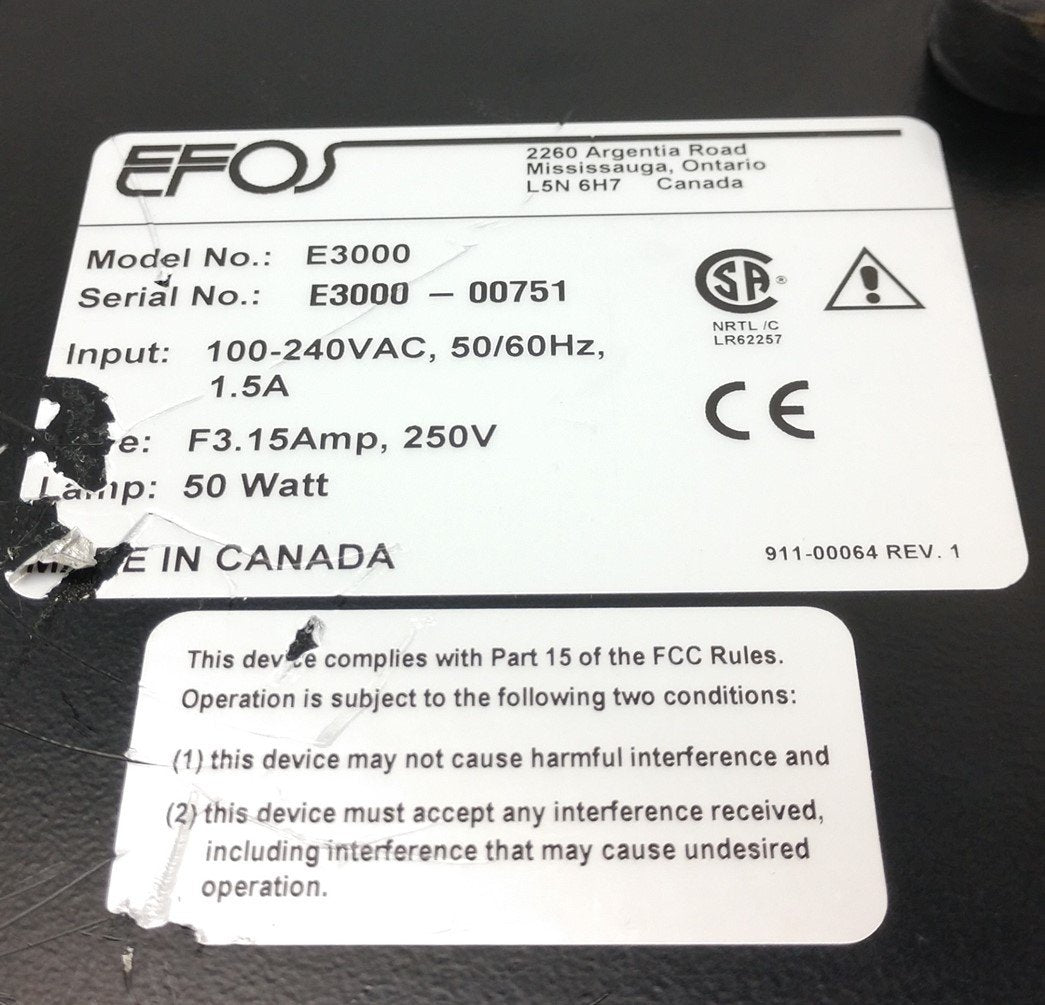 EFOS
2260 Argentia Road
Mississauga, Ontario
L5N 6H7 Canada
Model No.: E3000
Serial No.: E3000 – 00751
CSA®
NRTL /C
LR62257
!
Input: 100-240VAC, 50/60Hz,
1.5A
CE
e: F3.15Amp, 250V
Lamp: 50 Watt
E IN CANADA
911-00064 REV. 1
This device complies with Part 15 of the FCC Rules.
Operation is subject to the following two conditions:
(1) this device may not cause harmful interference and
(2) this device must accept any interference received,
including interference that may cause undesired
operation.